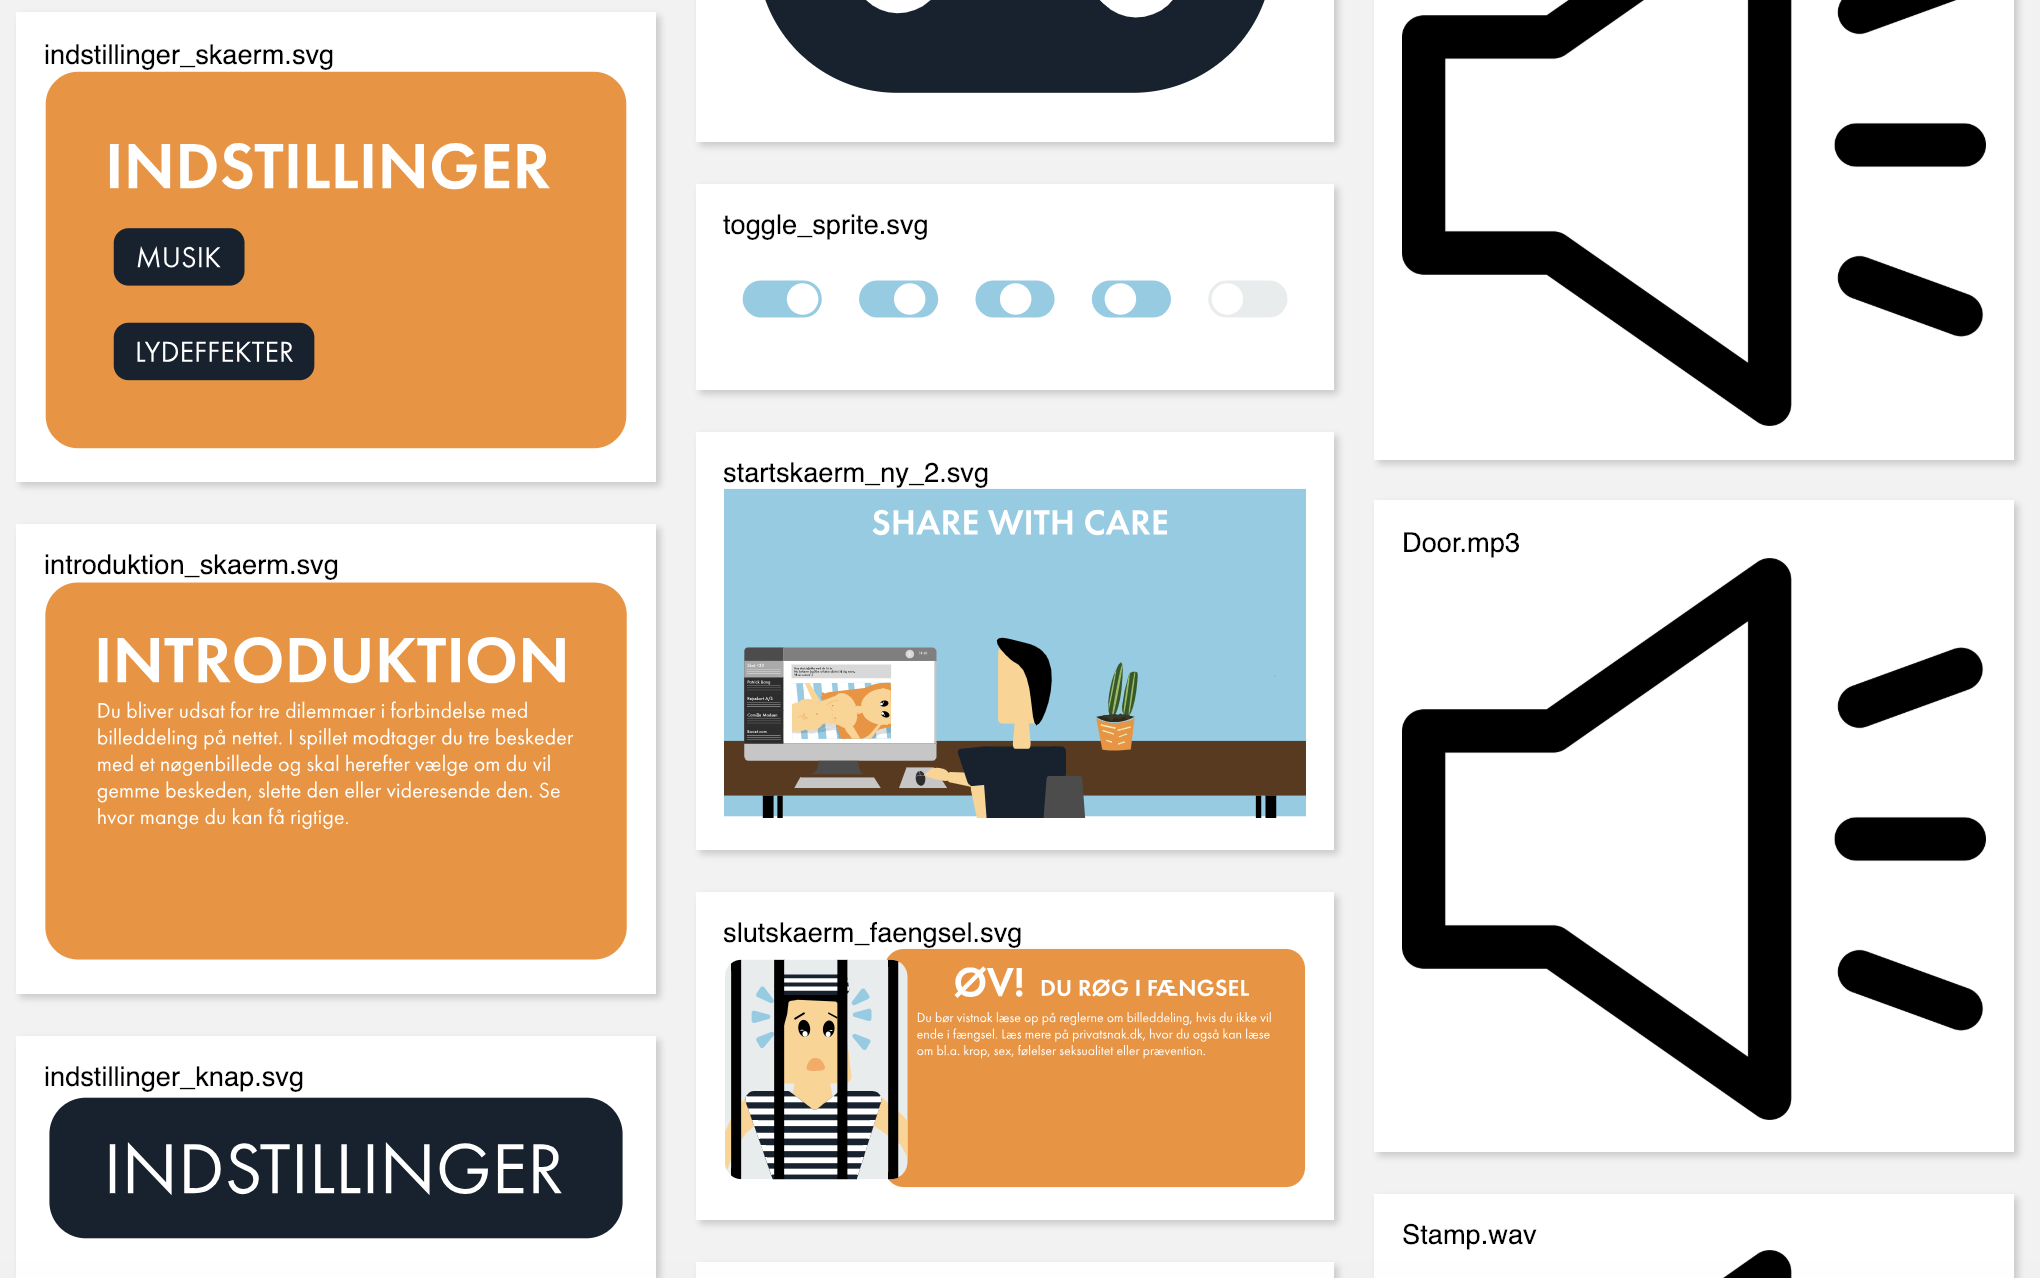 indstillinger_skaerm.svg
INDSTILLINGER
MUSIK
LYDEFFEKTER
introduktion_skaerm.svg
INTRODUKTION
Du bliver udsat for tre dilemmaer i forbindelse med
billeddeling på nettet. I spillet modtager du tre beskeder
med et nøgenbillede og skal herefter vælge om du vil
gemme beskeden, slette den eller videresende den. Se
hvor mange du kan få rigtige.
indstillinger_knap.svg
INDSTILLINGER
toggle_sprite.svg
startskaerm_ny_2.svg
SHARE WITH CARE
slutskaerm_faengsel.svg
ØV! DU RØG I FÆNGSEL
Du bør vistnok læse op på reglerne om billeddeling, hvis du ikke vil
ende i fængsel. Læs mere på privatsnak.dk, hvor du også kan læse
om bl.a. krop, sex, følelser seksualitet eller prævention.
Door.mp3
Stamp.wav